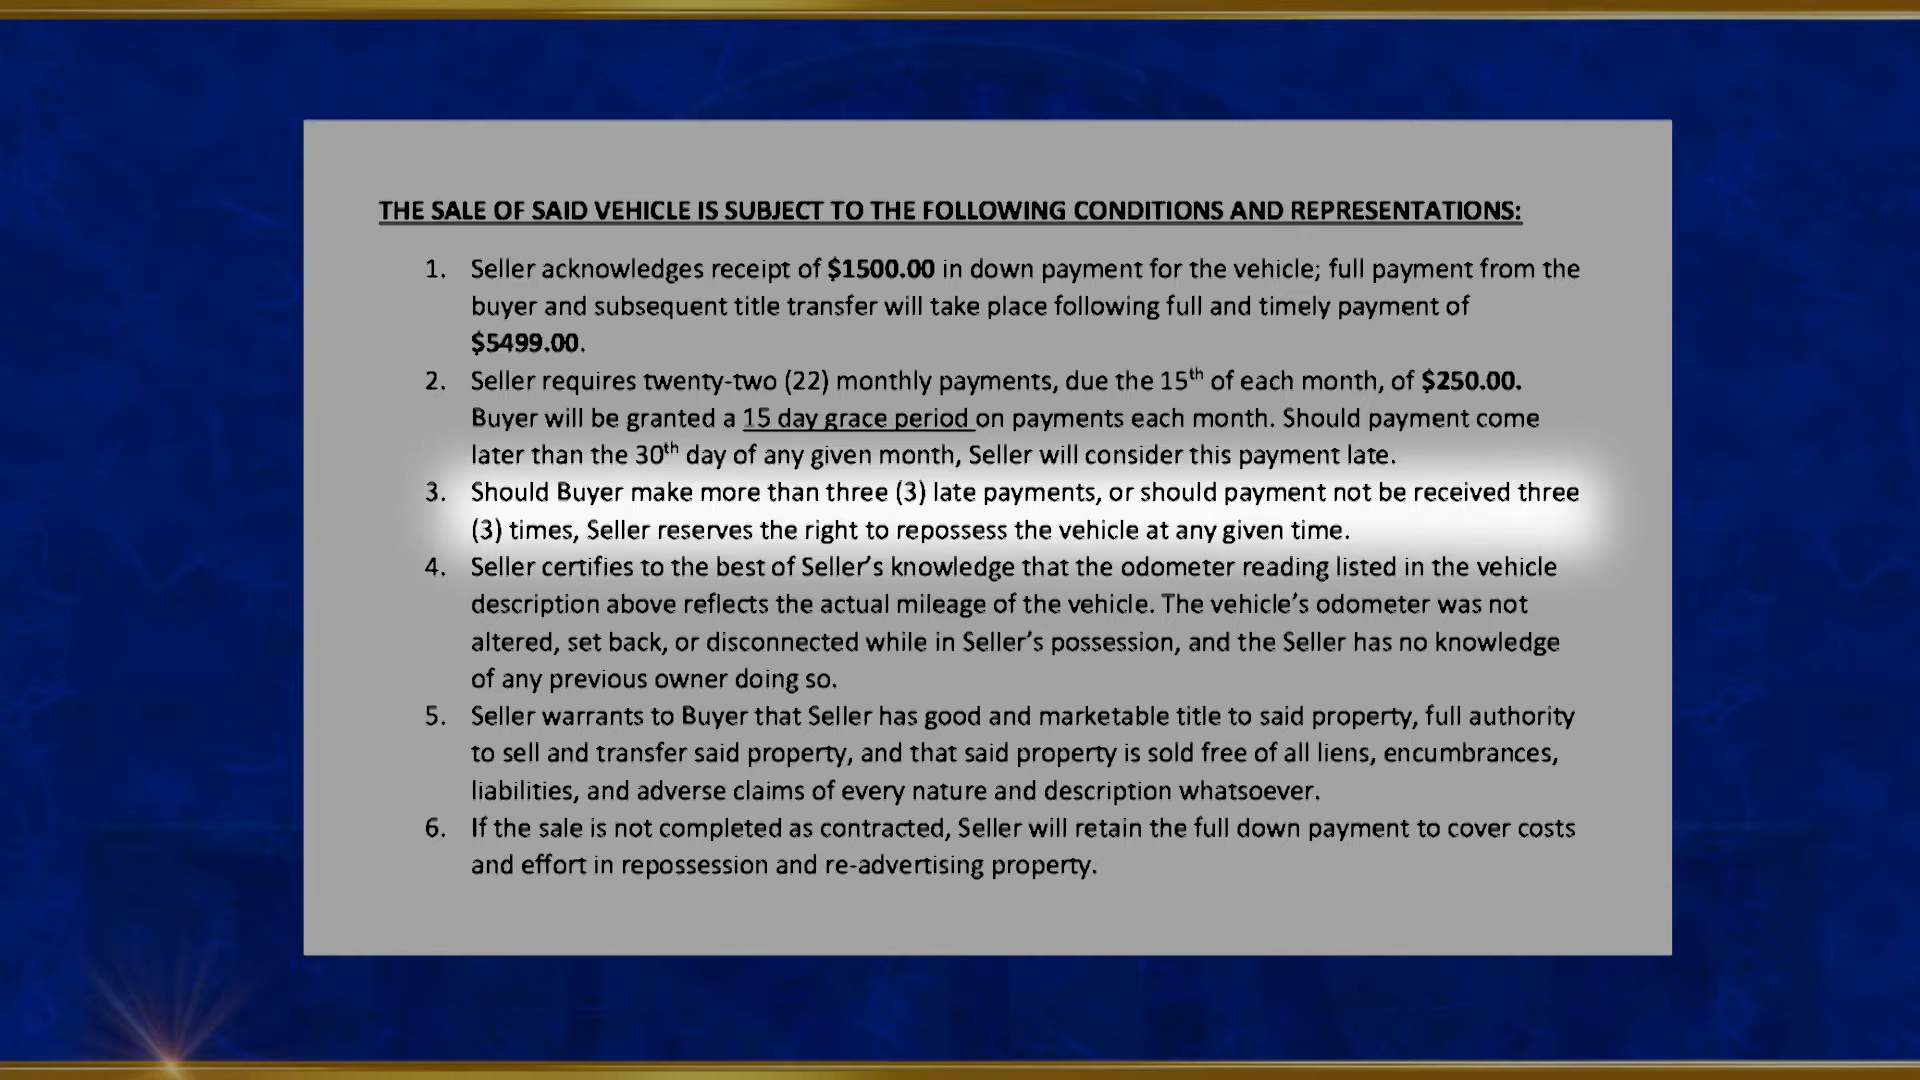 THE SALE OF SAID VEHICLE IS SUBJECT TO THE FOLLOWING CONDITIONS AND REPRESENTATIONS:
1. Seller acknowledges receipt of $1500.00 in down payment for the vehicle; full payment from the
buyer and subsequent title transfer will take place following full and timely payment of
$5499.00.
2. Seller requires twenty-two (22) monthly payments, due the 15th of each month, of $250.00.
Buyer will be granted a 15 day grace period on payments each month. Should payment come
later than the 30th day of any given month, Seller will consider this payment late.
3. Should Buyer make more than three (3) late payments, or should payment not be received three
(3) times, Seller reserves the right to repossess the vehicle at any given time.
4. Seller certifies to the best of Seller's knowledge that the odometer reading listed in the vehicle
description above reflects the actual mileage of the vehicle. The vehicle's odometer was not
altered, set back, or disconnected while in Seller's possession, and the Seller has no knowledge
of any previous owner doing so.
5. Seller warrants to Buyer that Seller has good and marketable title to said property, full authority
to sell and transfer said property, and that said property is sold free of all liens, encumbrances,
liabilities, and adverse claims of every nature and description whatsoever.
6. If the sale is not completed as contracted, Seller will retain the full down payment to cover costs
and effort in repossession and re-advertising property.